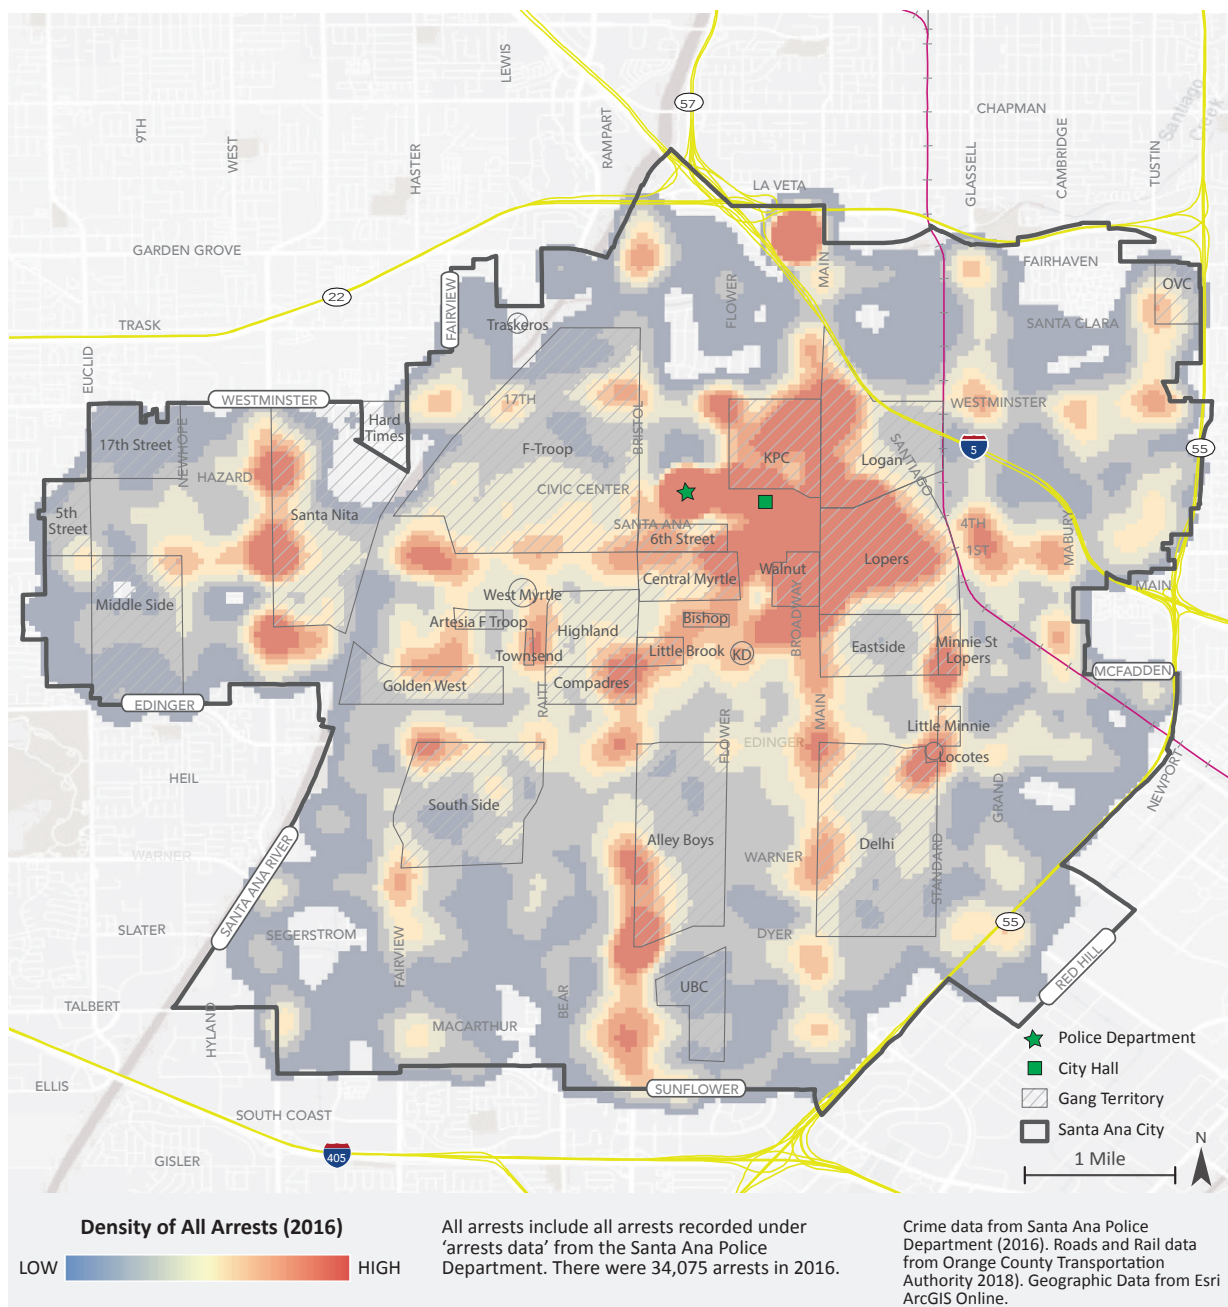 LEWIS
57
CHAPMAN
Santiago
Creek
9TH
WEST
HASTER
RAMPART
GLASSELL
CAMBRIDGE
TUSTIN
LA VETA
GARDEN GROVE
FAIRHAVEN
MAIN
OVC
22
FAIRVIEW
FLOWER
TRASK
Traskeros
SANTA CLARA
EUCLID
WESTMINSTER
17TH
WESTMINSTER
Hard
Times
BRISTOL
17th Street
NEWHOPE
F-Troop
SANTIAGO
5
55
HAZARD
KPC
Logan
CIVIC CENTER
5th
Street
Santa Nita
SANTA ANA
4TH
6th Street
1ST
MABURY
Lopers
Walnut
Central Myrtle
MAIN
West Myrtle
Middle Side
BROADWAY
Artesia F Troop
Bishop
Highland
Eastside
Minnie St
Lopers
Little Brook
KD
Townsend
MCFADDEN
Golden West
Compadres
RAITT
EDINGER
MAIN
FLOWER
Little Minnie
EDINGER
Locotes
HEIL
NEWPORT
GRAND
South Side
Alley Boys
Delhi
WARNER
WARNER
STANDARD
SANTA ANA RIVER
55
SLATER
SEGERSTROM
DYER
FAIRVIEW
RED HILL
UBC
TALBERT
BEAR
HYLAND
MACARTHUR
ELLIS
SUNFLOWER
SOUTH COAST
405
GISLER
Police Department
City Hall
Gang Territory
Santa Ana City
1 Mile
N
Density of All Arrests (2016)
LOW
HIGH
All arrests include all arrests recorded under
‘arrests data’ from the Santa Ana Police
Department. There were 34,075 arrests in 2016.
Crime data from Santa Ana Police
Department (2016). Roads and Rail data
from Orange County Transportation
Authority 2018). Geographic Data from Esri
ArcGIS Online.